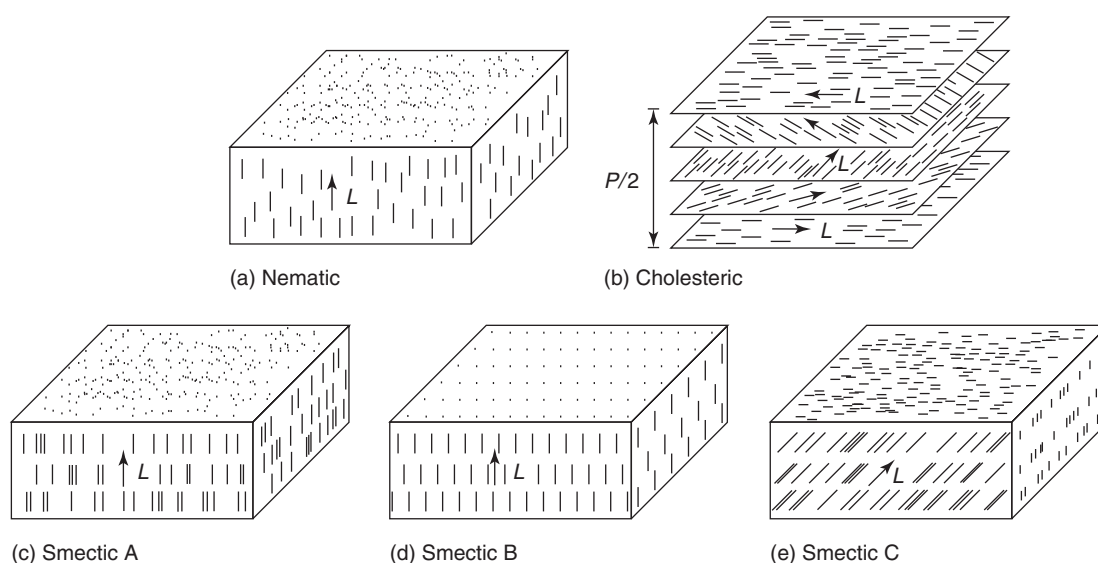 L
(a) Nematic
L
L
P/2
L
(b) Cholesteric
L
(c) Smectic A
L
(d) Smectic B
L
(e) Smectic C